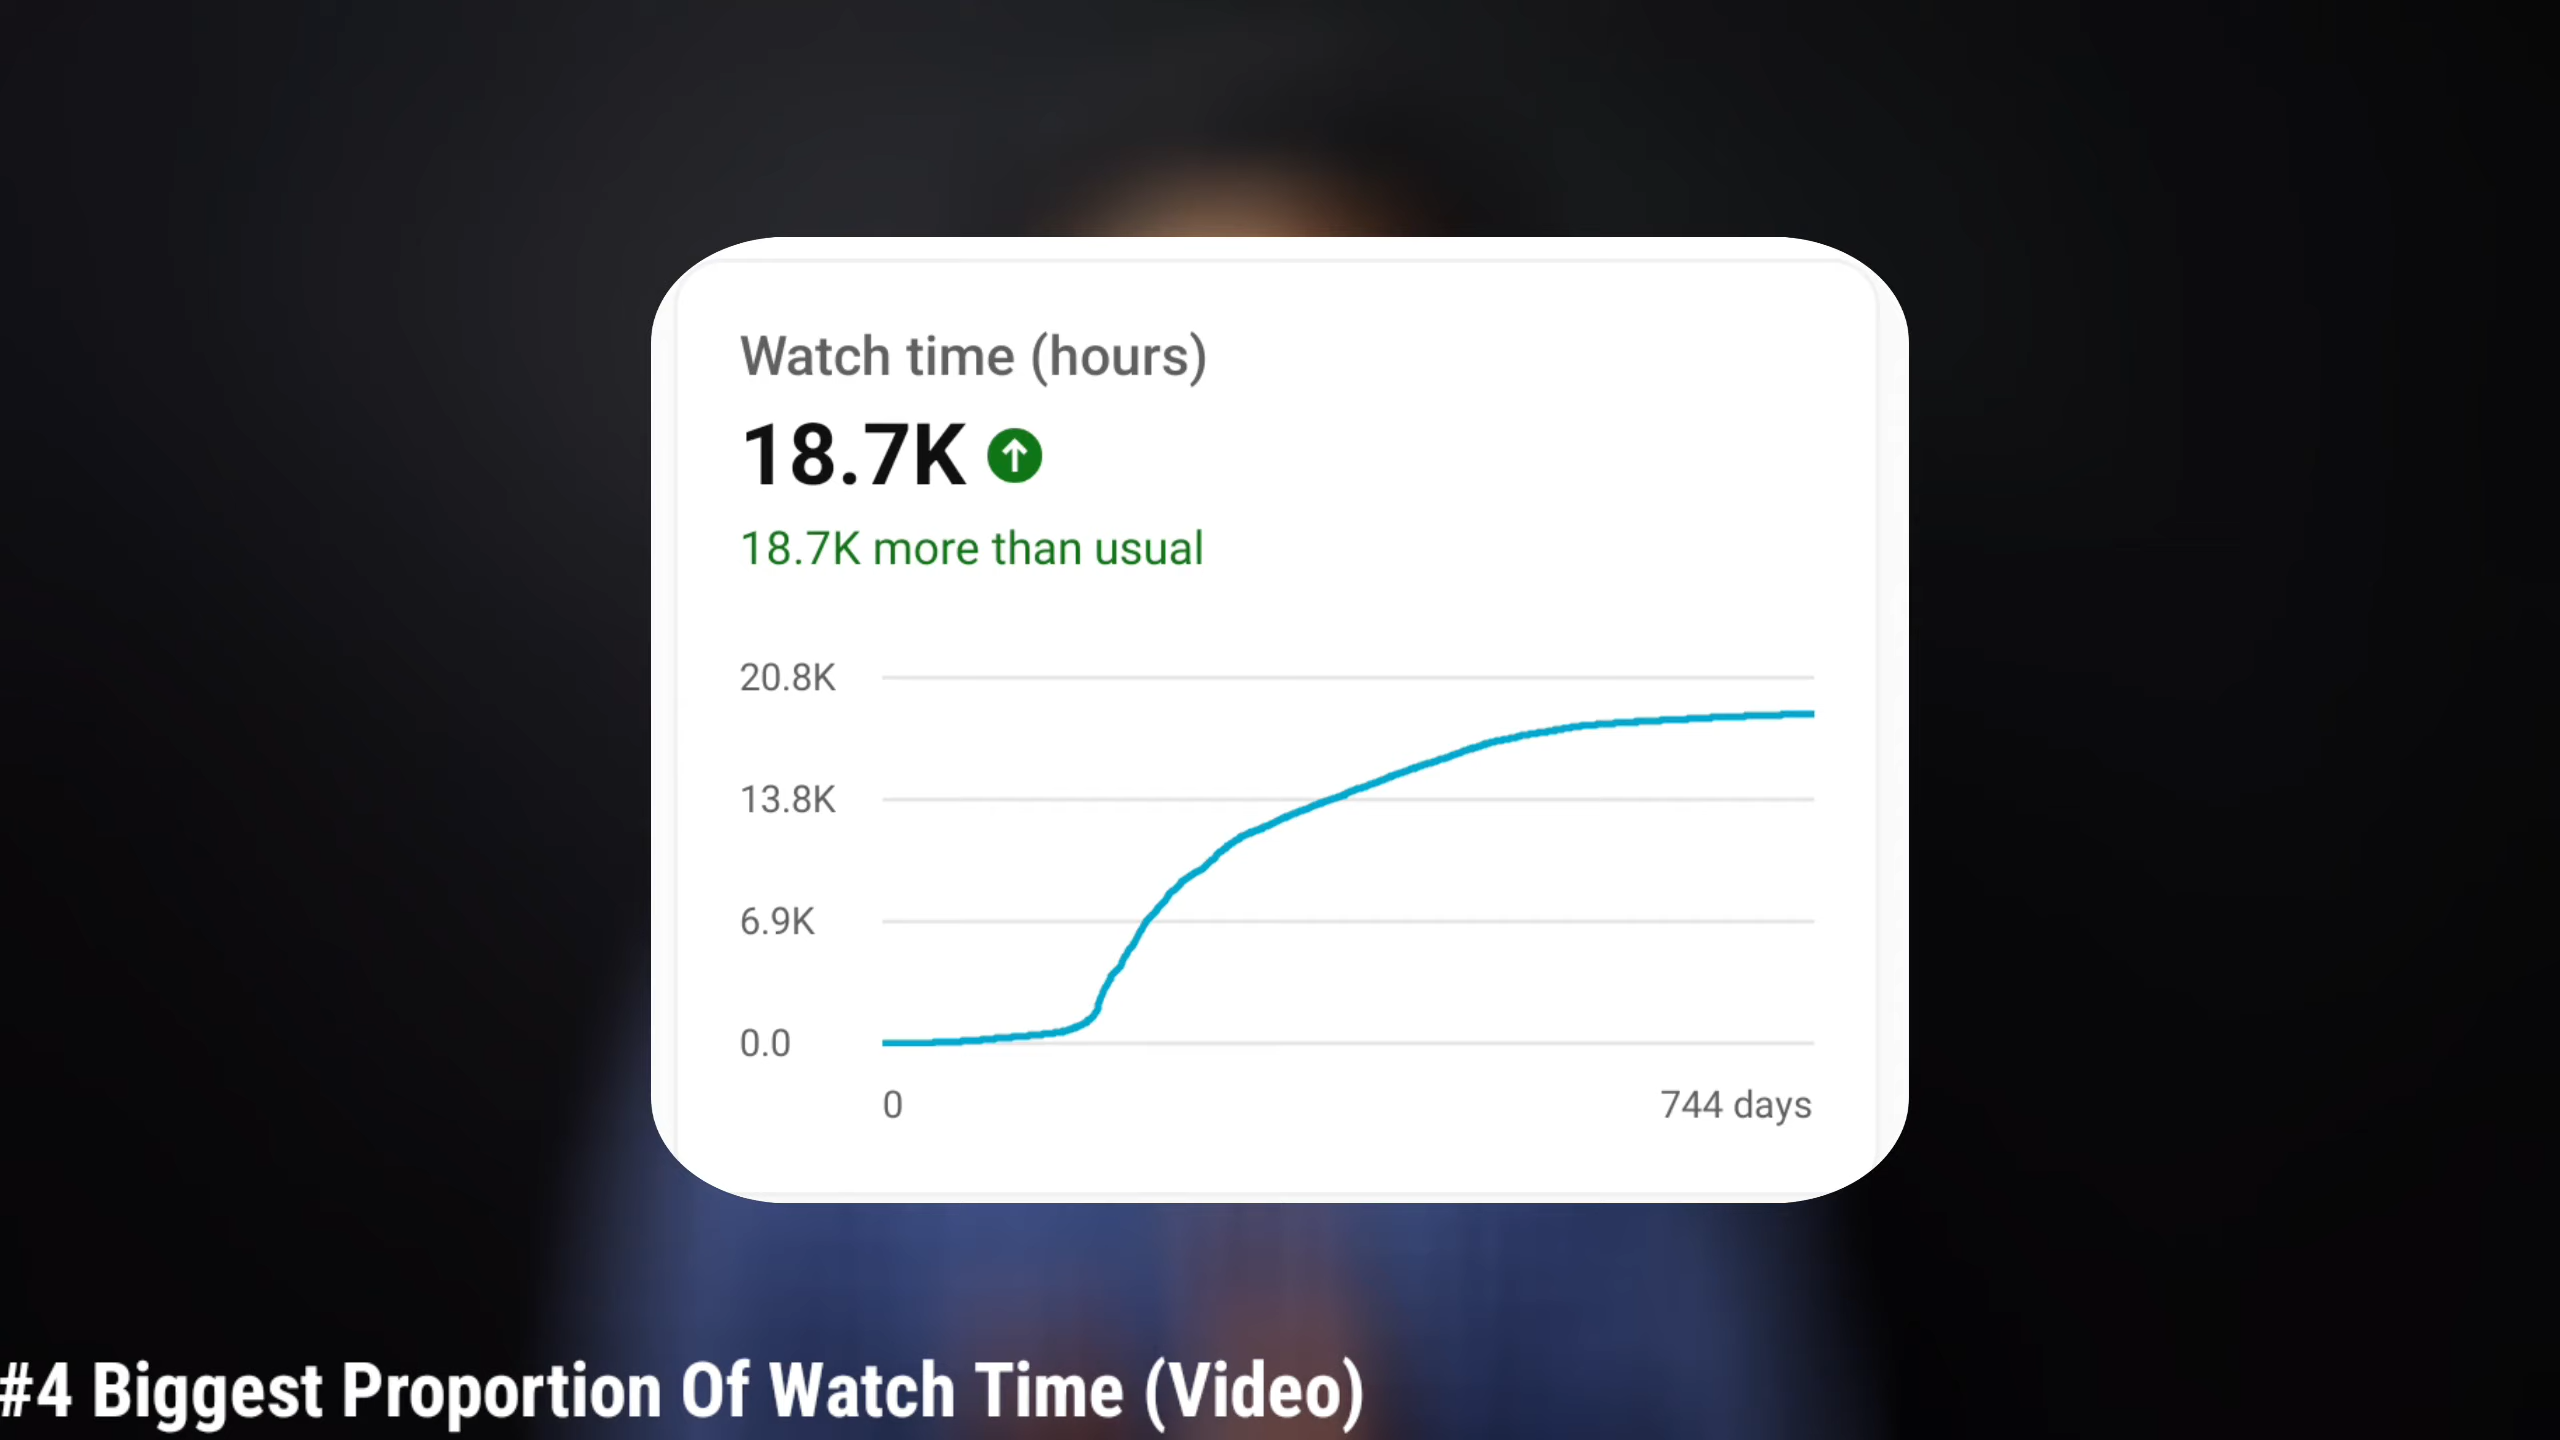 Watch time (hours)
18.7K
18.7K more than usual
20.8K
13.8K
6.9K
0.0
0
744 days
#4 Biggest Proportion Of Watch Time (Video)